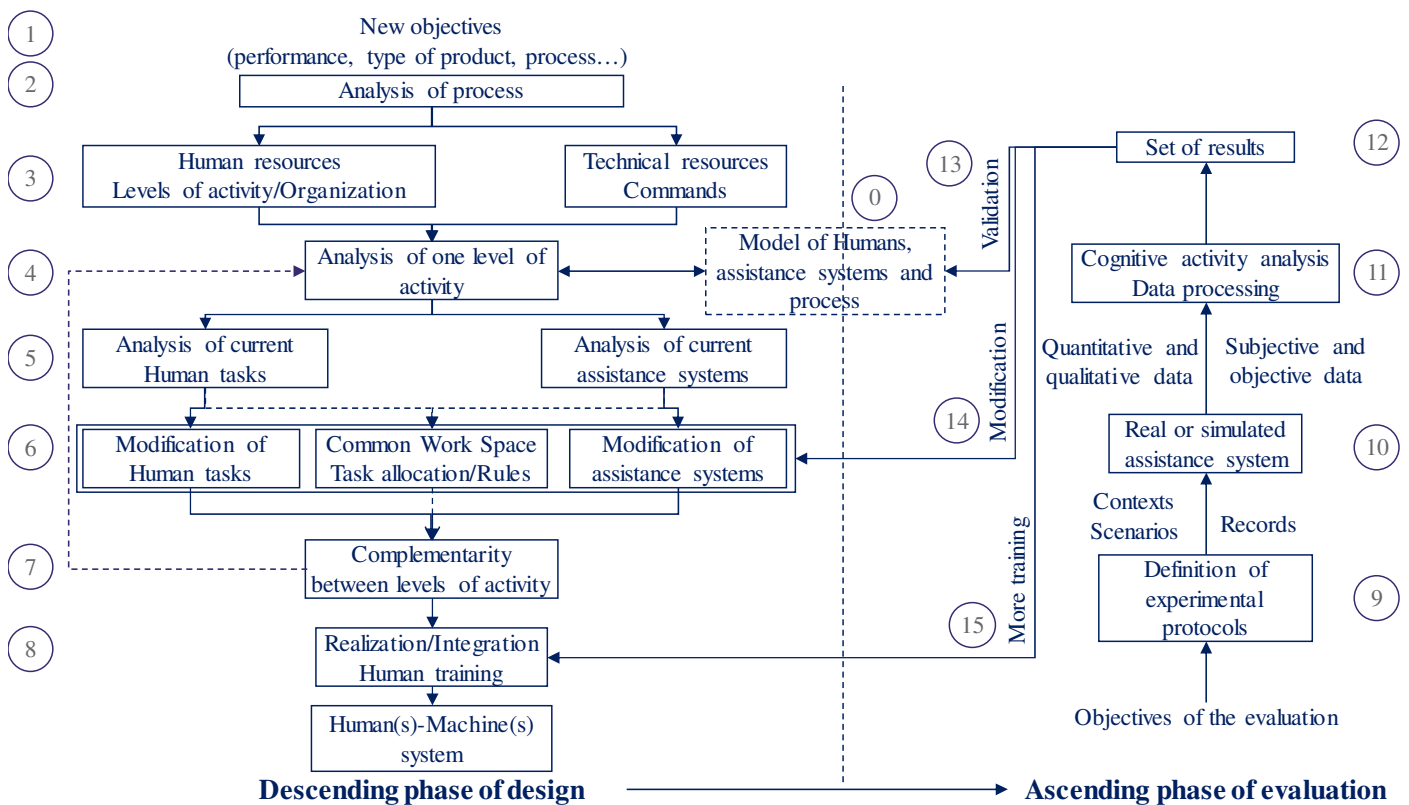 1
New objectives
(performance, type of product, process…)
2
Analysis of process
3
Human resources
Levels of activity/Organization
Technical resources
Commands
4
Analysis of one level of
activity
0
Model of Humans,
assistance systems and
process
5
Analysis of current
Human tasks
Analysis of current
assistance systems
6
Modification of
Human tasks
Common Work Space
Task allocation/Rules
Modification of
assistance systems
7
Complementarity
between levels of activity
8
Realization/Integration
Human training
Human(s)-Machine(s)
system
Descending phase of design
13
Validation
14
Modification
15
More training
12
Set of results
11
Cognitive activity analysis
Data processing
Quantitative and
qualitative data
Subjective and
objective data
10
Real or simulated
assistance system
Contexts
Scenarios
Records
9
Definition of
experimental
protocols
Objectives of the evaluation
Ascending phase of evaluation